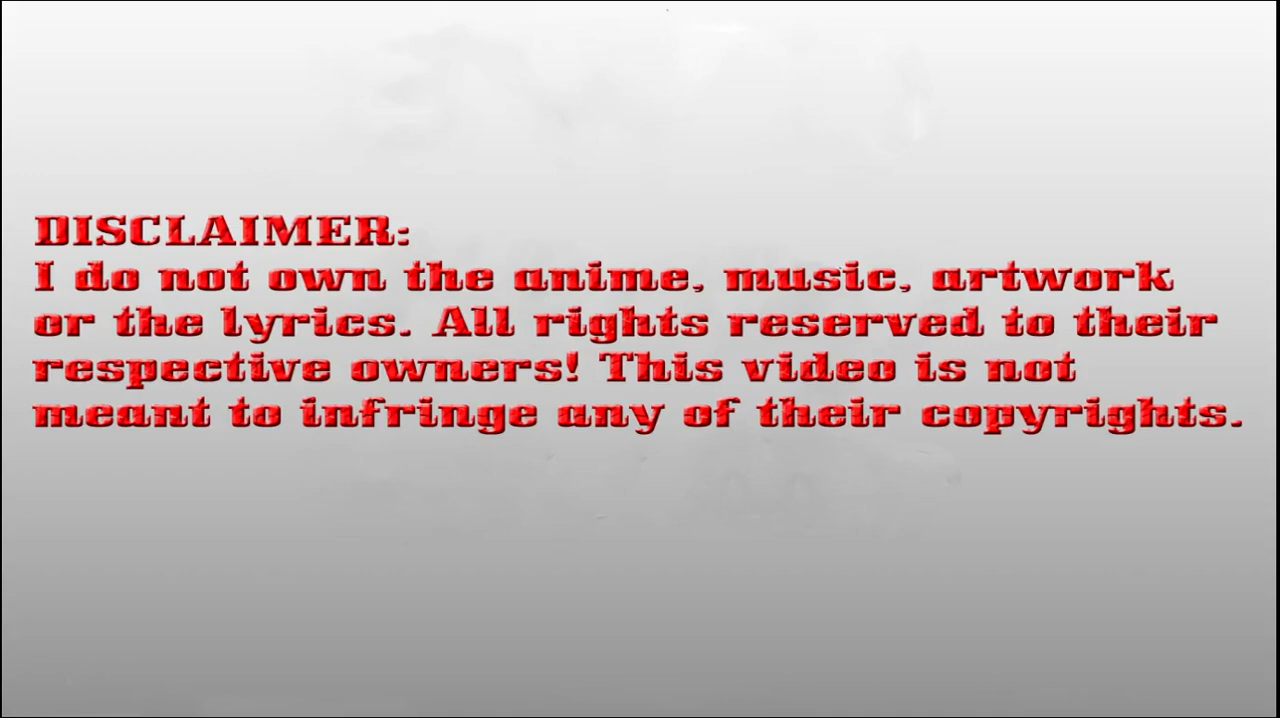 DISCLAIMER:
I do not own the anime, music, artwork
or the lyrics. All rights reserved to their
respective owners! This video is not
meant to infringe any of their copyrights.